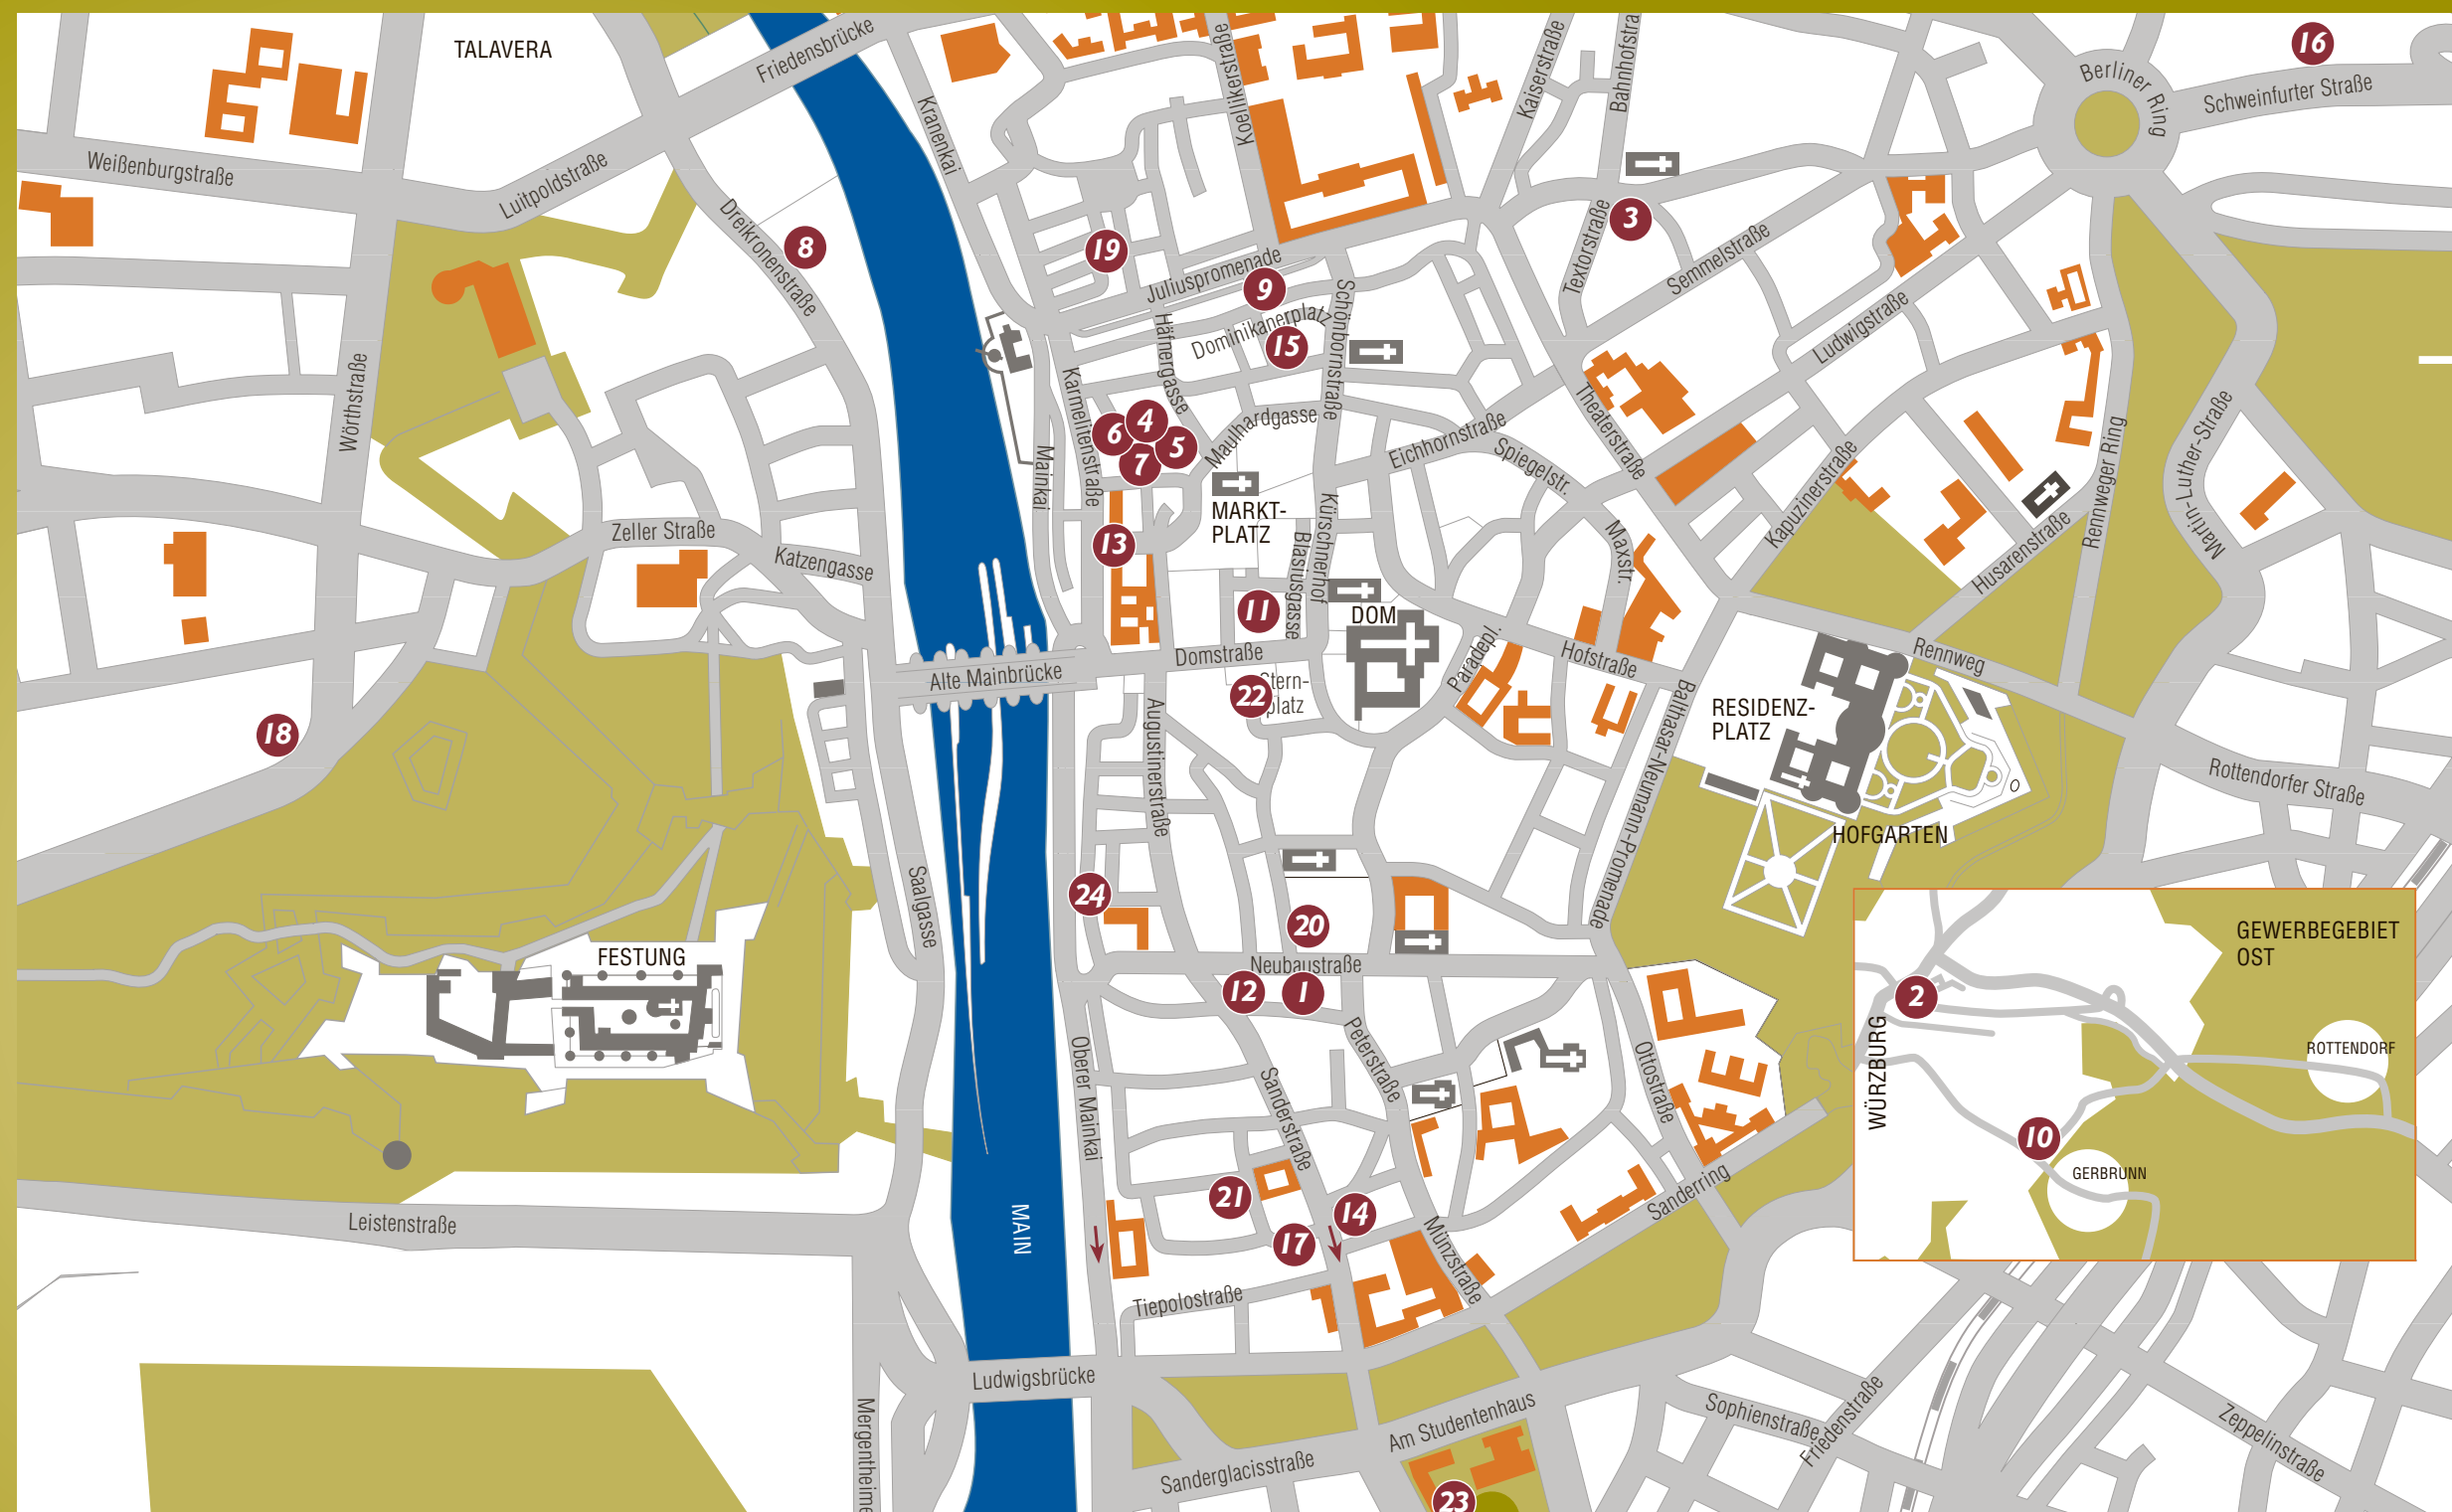 TALAVERA
Friedensbrücke
Kranenkai
Koellikerstraße
Kaiserstraße
Bahnhofstra
Berliner Ring
16
Schweinfurter Straße
Weißenburgstraße
Luitpoldstraße
Dreikronenstraße
8
19
Juliuspromenade
9
Textorstraße
3
Semmelstraße
Dominikanerplatz
15
Schönbornstraße
Häfnergasse
Ludwigstraße
Wörthstraße
Karmelitenstraße
Mainkai
6
4
5
7
Maulhardgasse
Eichhornstraße
Spiegelstr.
Theaterstraße
Kapuzinerstraße
Rennweger Ring
Martin-Luther-Straße
Husarenstraße
MARKT-
PLATZ
Kürschnerhof
Blasiusgasse
Maxstr.
Zeller Straße
Katzengasse
13
11
DOM
Domstraße
Alte Mainbrücke
Paradepl.
Hofstraße
Rennweg
22
Stern-
platz
18
RESIDENZ-
PLATZ
Augustinerstraße
Balthasar-Neumann-Promenade
Rottendorfer Straße
HOFGARTEN
Saalgasse
24
20
FESTUNG
Neubaustraße
12
1
GEWERBEGEBIET
OST
2
WÜRZBURG
ROTTENDORF
10
GERBRUNN
Oberer Mainkai
Peterstraße
Sanderstraße
Ottostraße
Sanderring
MAIN
21
14
17
Münzstraße
Leistenstraße
Tiepolostraße
Ludwigsbrücke
Mergentheime
Am Studentenhaus
Sanderglacisstraße
23
Sophienstraße
Friedenstraße
Zeppelinstraße